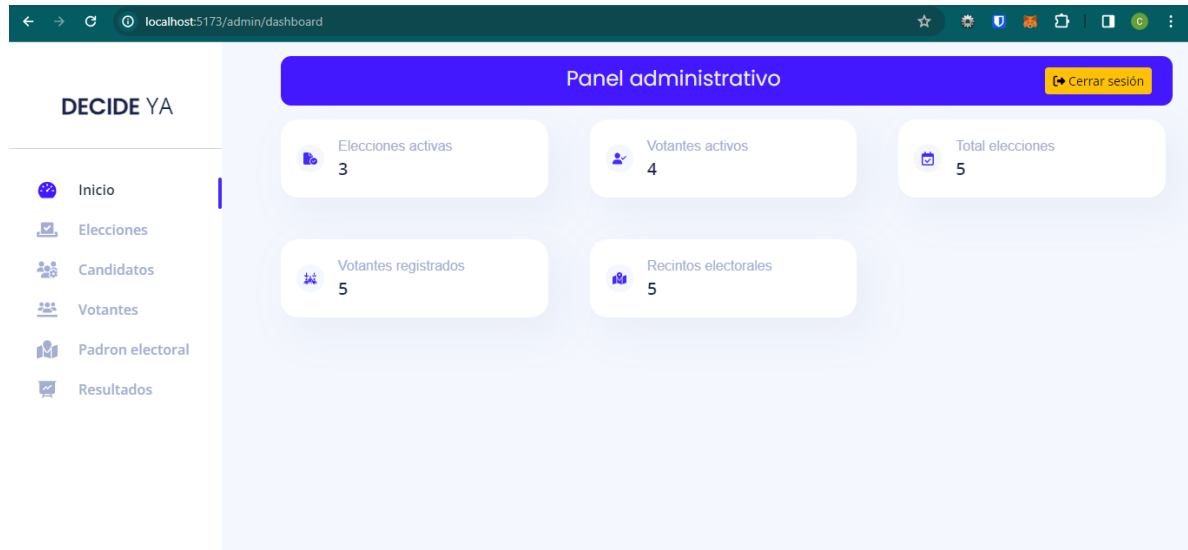 localhost:5173/admin/dashboard
C
DECIDE YA
Inicio
Elecciones
Candidatos
Votantes
Padron electoral
Resultados
Panel administrativo
Cerrar sesión
Elecciones activas
3
Votantes activos
4
Total elecciones
5
Votantes registrados
5
Recintos electorales
5